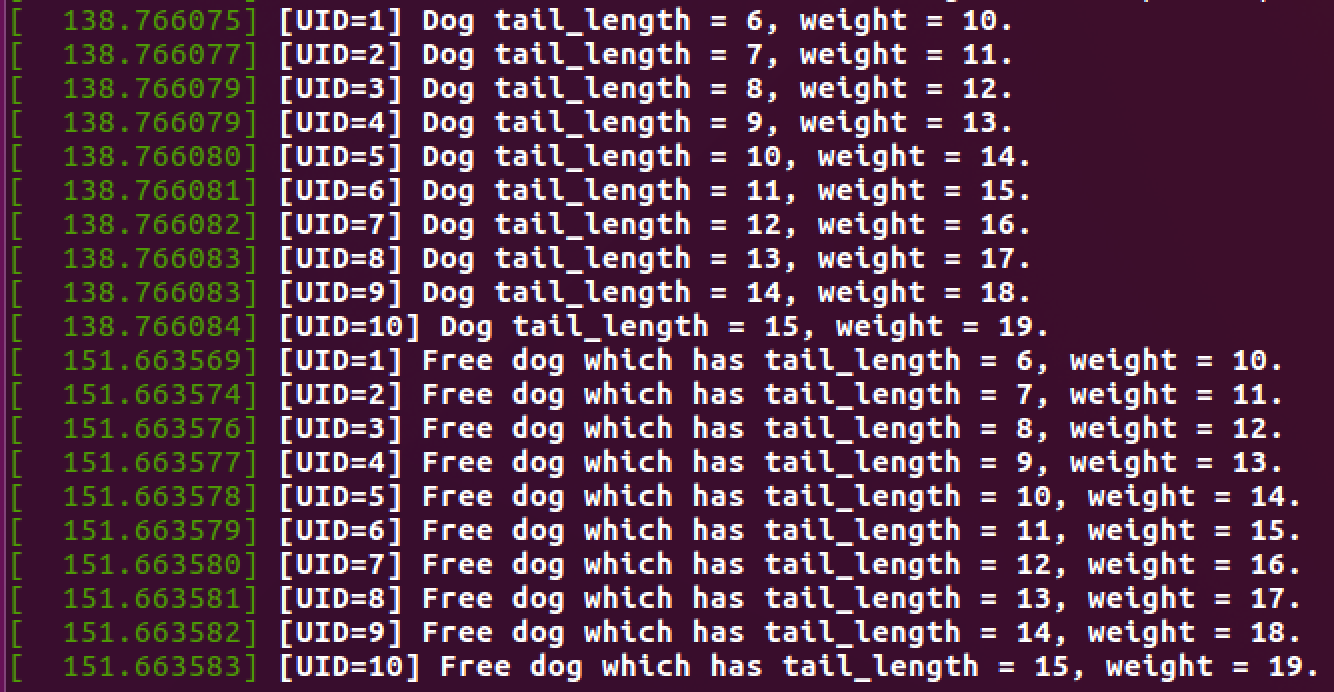 [  138.766075] [UID=1] Dog tail_length = 6, weight = 10.
[  138.766077] [UID=2] Dog tail_length = 7, weight = 11.
[  138.766079] [UID=3] Dog tail_length = 8, weight = 12.
[  138.766079] [UID=4] Dog tail_length = 9, weight = 13.
[  138.766080] [UID=5] Dog tail_length = 10, weight = 14.
[  138.766081] [UID=6] Dog tail_length = 11, weight = 15.
[  138.766082] [UID=7] Dog tail_length = 12, weight = 16.
[  138.766083] [UID=8] Dog tail_length = 13, weight = 17.
[  138.766083] [UID=9] Dog tail_length = 14, weight = 18.
[  138.766084] [UID=10] Dog tail_length = 15, weight = 19.
[  151.663569] [UID=1] Free dog which has tail_length = 6, weight = 10.
[  151.663574] [UID=2] Free dog which has tail_length = 7, weight = 11.
[  151.663576] [UID=3] Free dog which has tail_length = 8, weight = 12.
[  151.663577] [UID=4] Free dog which has tail_length = 9, weight = 13.
[  151.663578] [UID=5] Free dog which has tail_length = 10, weight = 14.
[  151.663579] [UID=6] Free dog which has tail_length = 11, weight = 15.
[  151.663580] [UID=7] Free dog which has tail_length = 12, weight = 16.
[  151.663581] [UID=8] Free dog which has tail_length = 13, weight = 17.
[  151.663582] [UID=9] Free dog which has tail_length = 14, weight = 18.
[  151.663583] [UID=10] Free dog which has tail_length = 15, weight = 19.